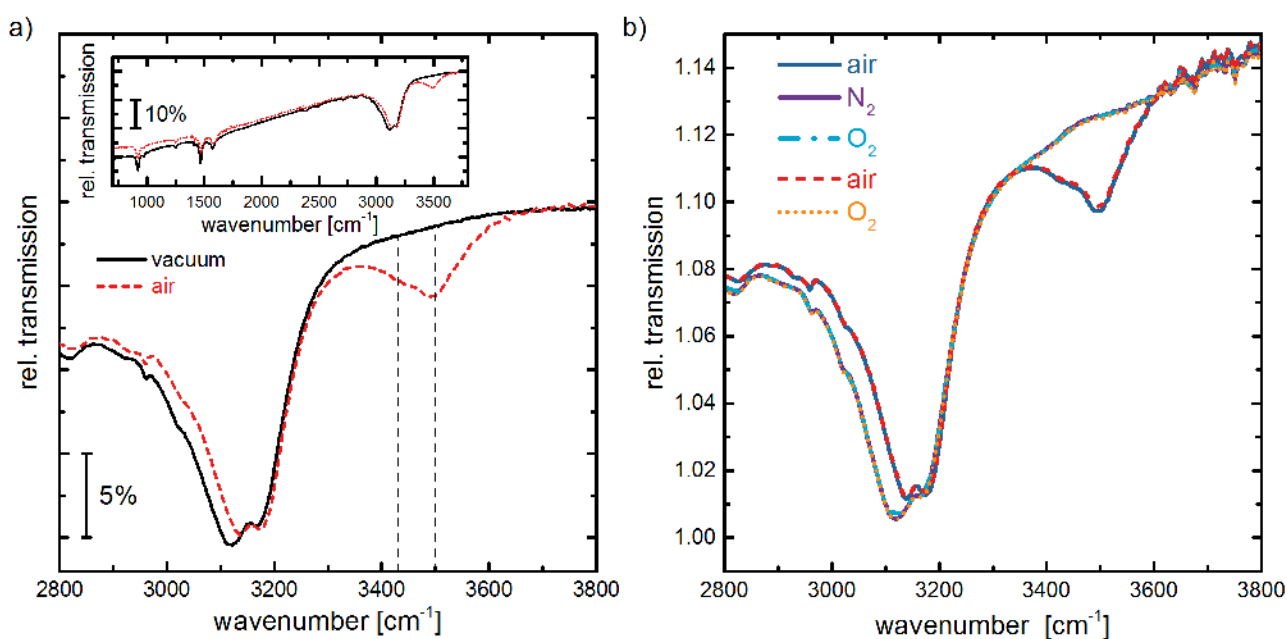 a)
rel. transmission
10%
1000 1500 2000 2500 3000 3500
wavenumber [cm⁻¹]
vacuum
air
rel. transmission
5%
2800 3000 3200 3400 3600 3800
wavenumber [cm⁻¹]
b)
air
N₂
O₂
air
O₂
rel. transmission
1.14
1.12
1.10
1.08
1.06
1.04
1.02
1.00
2800 3000 3200 3400 3600 3800
wavenumber [cm⁻¹]